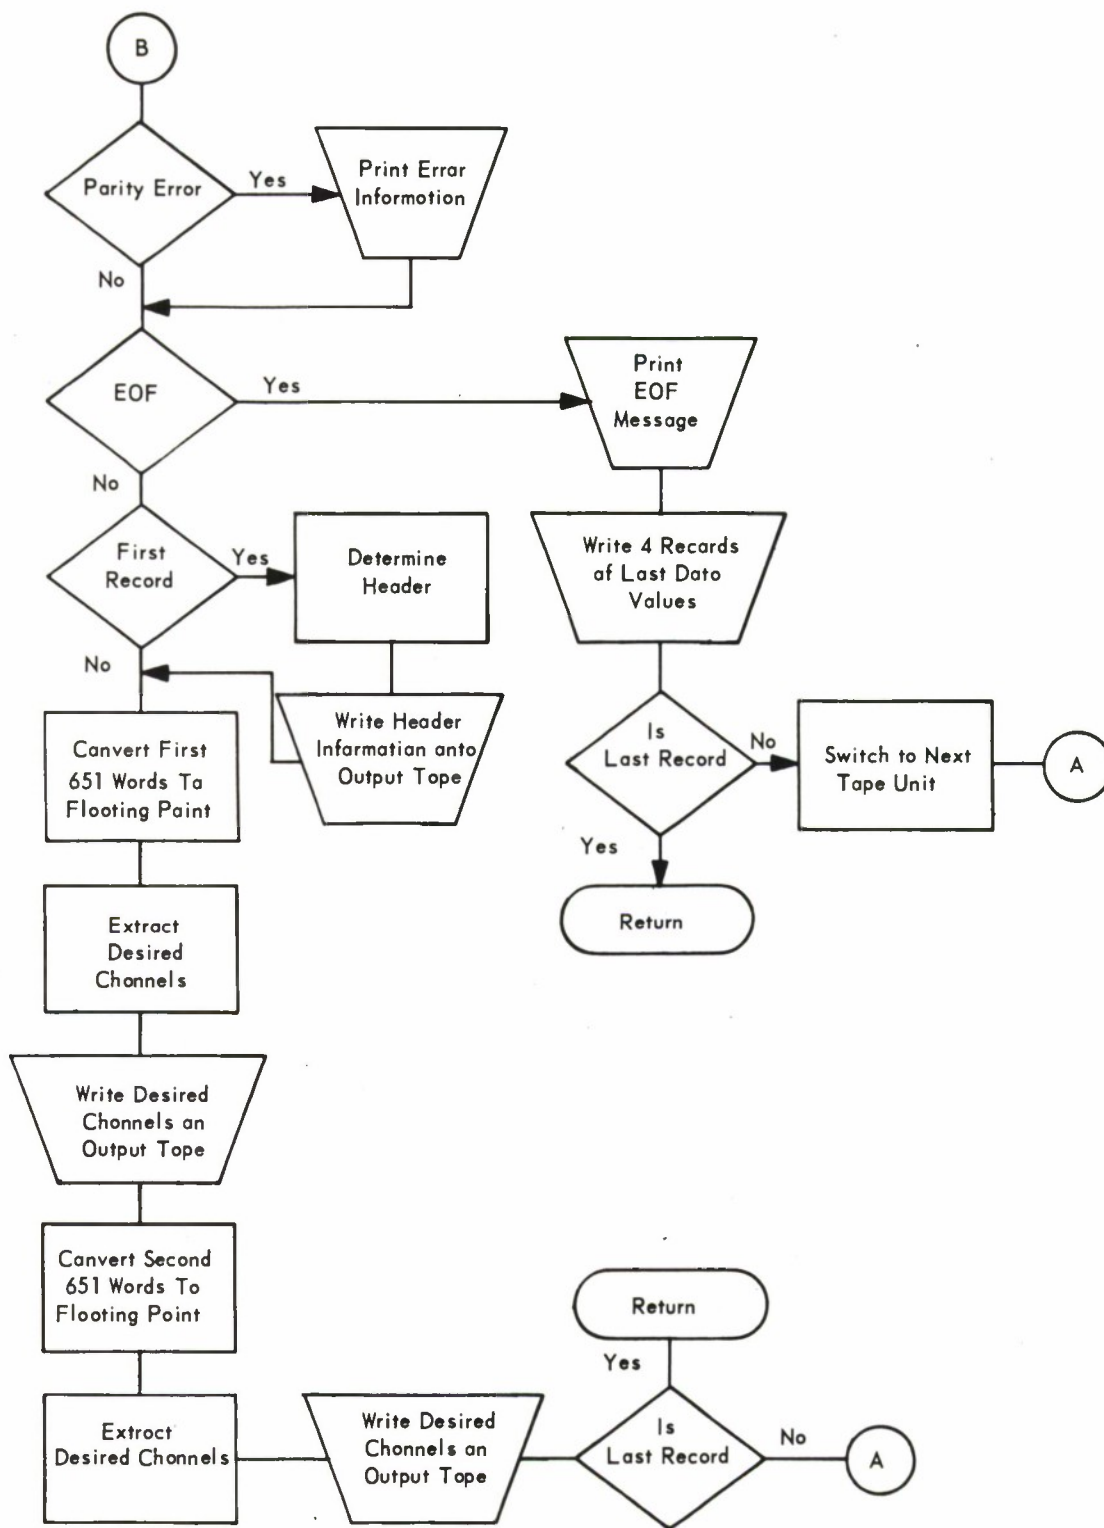 B
Parity Error
Yes
Print Errar
Informotion
No
EOF
Yes
Print
EOF
Message
No
First
Record
Yes
Determine
Header
Write 4 Recards
af Last Dato
Values
No
Write Header
Infarmation anto
Output Tope
Is
Last Record
No
Switch to Next
Tape Unit
A
Canvert First
651 Words Ta
Flooting Paint
Yes
Return
Extract
Desired
Chonnels
Write Desired
Chonnels an
Output Tope
Canvert Second
651 Words To
Flooting Point
Return
Yes
Extroct
Desired Chonnels
Write Desired
Chonnels an
Output Tope
Is
Last Record
No
A